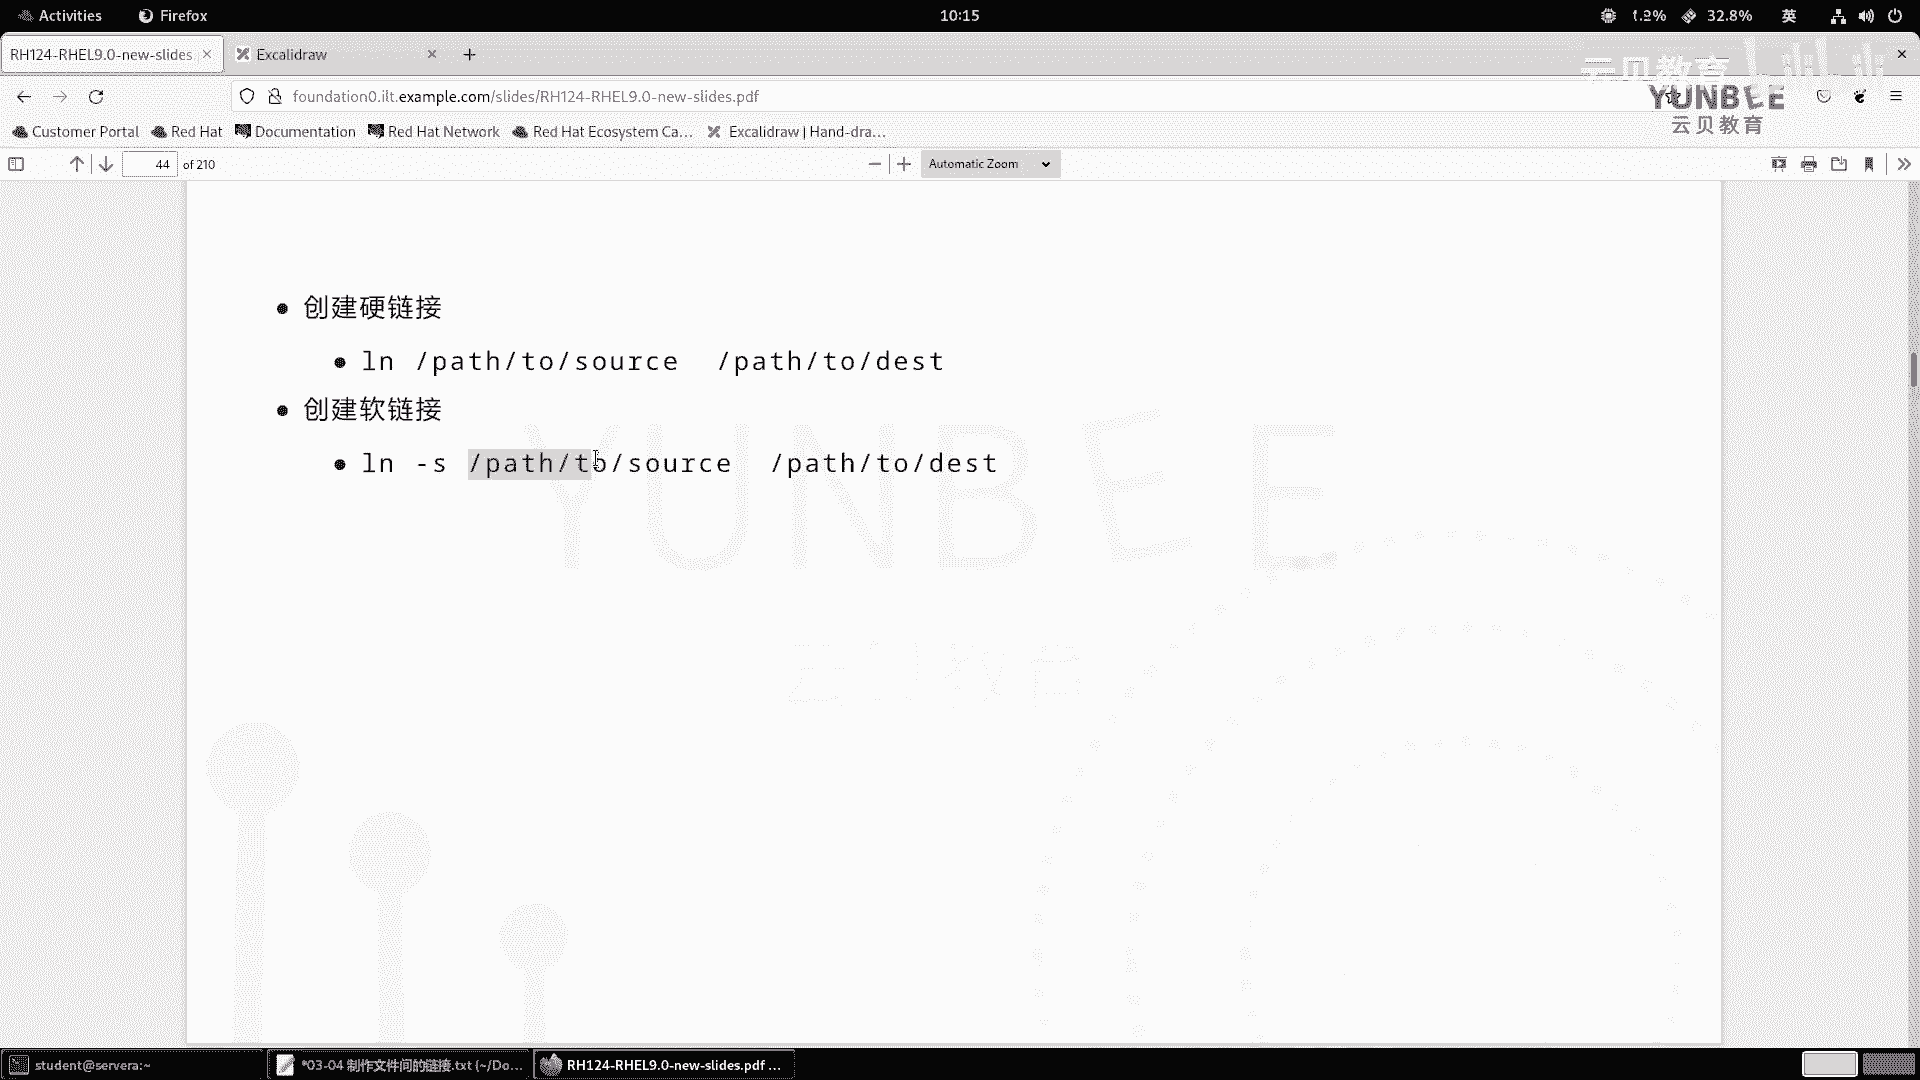 Activities Firefox 10:15 1.2% 32.8% 英
RH124-RHEL9.0-new-slides Excalidraw
云贝教育
foundation0.ilt.example.com/slides/RH124-RHEL9.0-new-slides.pdf
YUNBEE
云贝教育
Customer Portal Red Hat Documentation Red Hat Network Red Hat Ecosystem Ca... Excalidraw | Hand-dra...
44 of 210 Automatic Zoom
创建硬链接
ln /path/to/source /path/to/dest
创建软链接
ln -s /path/to/source /path/to/dest
YUNBEE
云贝教育
student@servera:~ *03-04 制作文件间的链接.txt (~/Do... RH124-RHEL9.0-new-slides.pdf ...